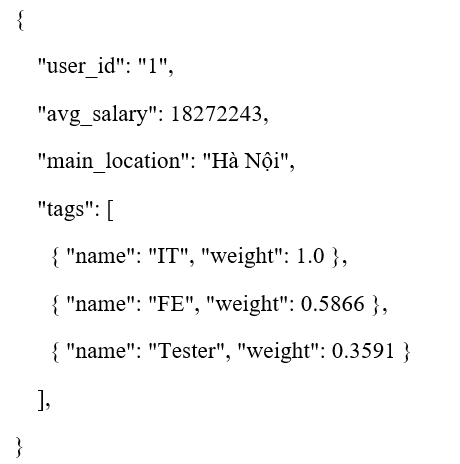 {
"user_id": "1",
"avg_salary": 18272243,
"main_location": "Hà Nội",
"tags": [
{ "name": "IT", "weight": 1.0 },
{ "name": "FE", "weight": 0.5866 },
{ "name": "Tester", "weight": 0.3591 }
],
}